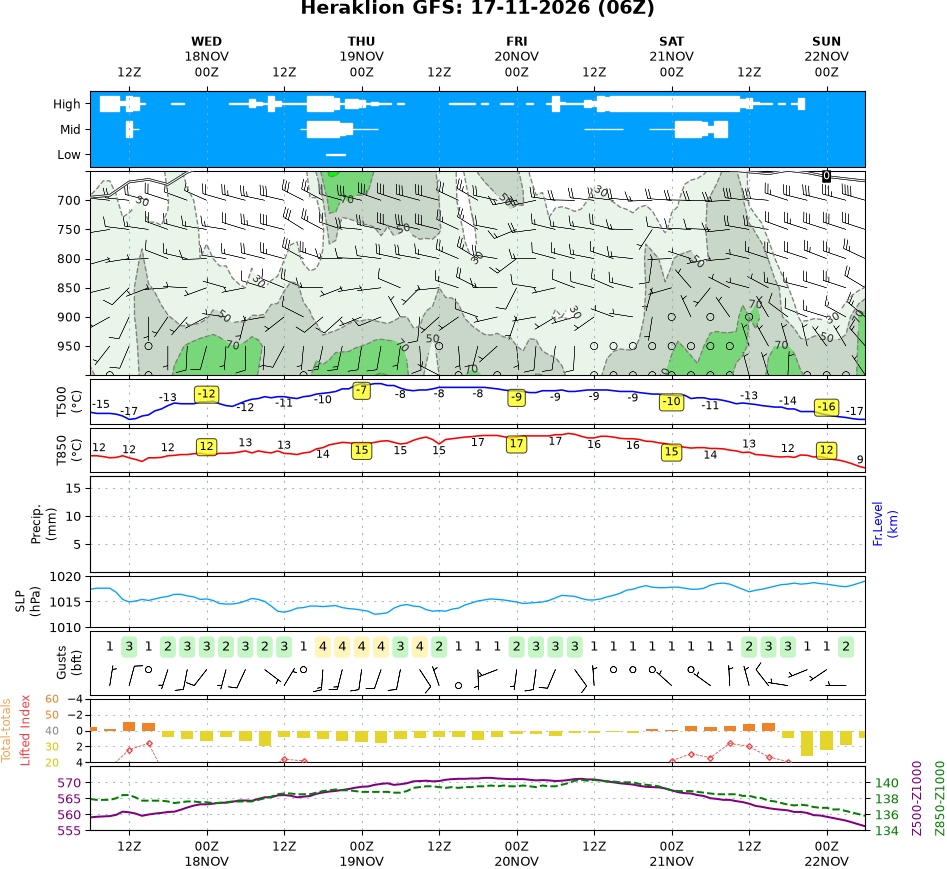 Heraklion GFS: 17-11-2026 (06Z)
WED THU FRI SAT SUN
18NOV 19NOV 20NOV 21NOV 22NOV
12Z 00Z 12Z 00Z 12Z 00Z 12Z 00Z 12Z 00Z
High
Mid
Low
0
700
750
800
850
900
950
30 50 70 70 50 30 30 50 70 70 30
T500 (°C)
-15 -17 -13 -12 -12 -11 -10 -7 -8 -8 -8 -9 -9 -9 -9 -10 -11 -13 -14 -16 -17
T850 (°C)
12 12 12 12 13 13 14 15 15 15 17 17 17 16 16 15 14 13 12 12 9
Precip. (mm)
15
10
5
Fr.Level (km)
SLP (hPa)
1020
1015
1010
Gusts (bft)
1 3 1 2 3 3 2 3 2 3 1 4 4 4 4 3 4 2 1 1 1 2 3 3 3 1 1 1 1 1 1 1 1 2 3 3 1 1 2
Total-totals
Lifted Index
60 −4
50 −2
40 0
30 2
20 4
570 140
565 138
560 136
555 134
Z500-Z1000
Z850-Z1000
12Z 00Z 12Z 00Z 12Z 00Z 12Z 00Z 12Z 00Z
18NOV 19NOV 20NOV 21NOV 22NOV